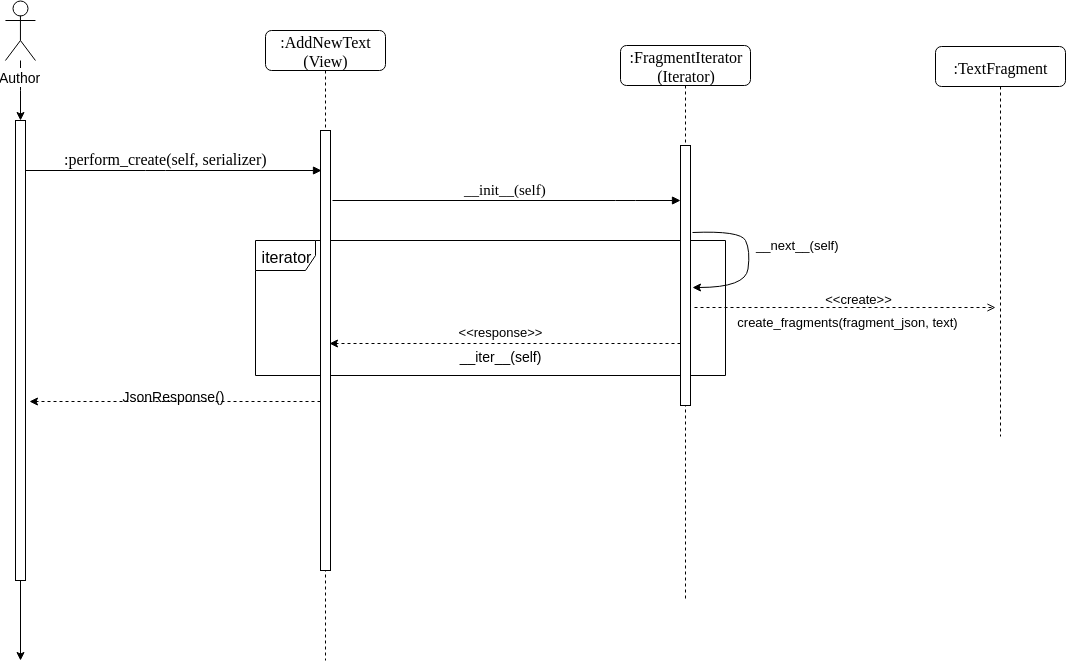 Author
:AddNewText
(View)
:FragmentIterator
(Iterator)
:TextFragment
:perform_create(self, serializer)
__init__(self)
iterator
__next__(self)
<<create>>
create_fragments(fragment_json, text)
<<response>>
__iter__(self)
JsonResponse()